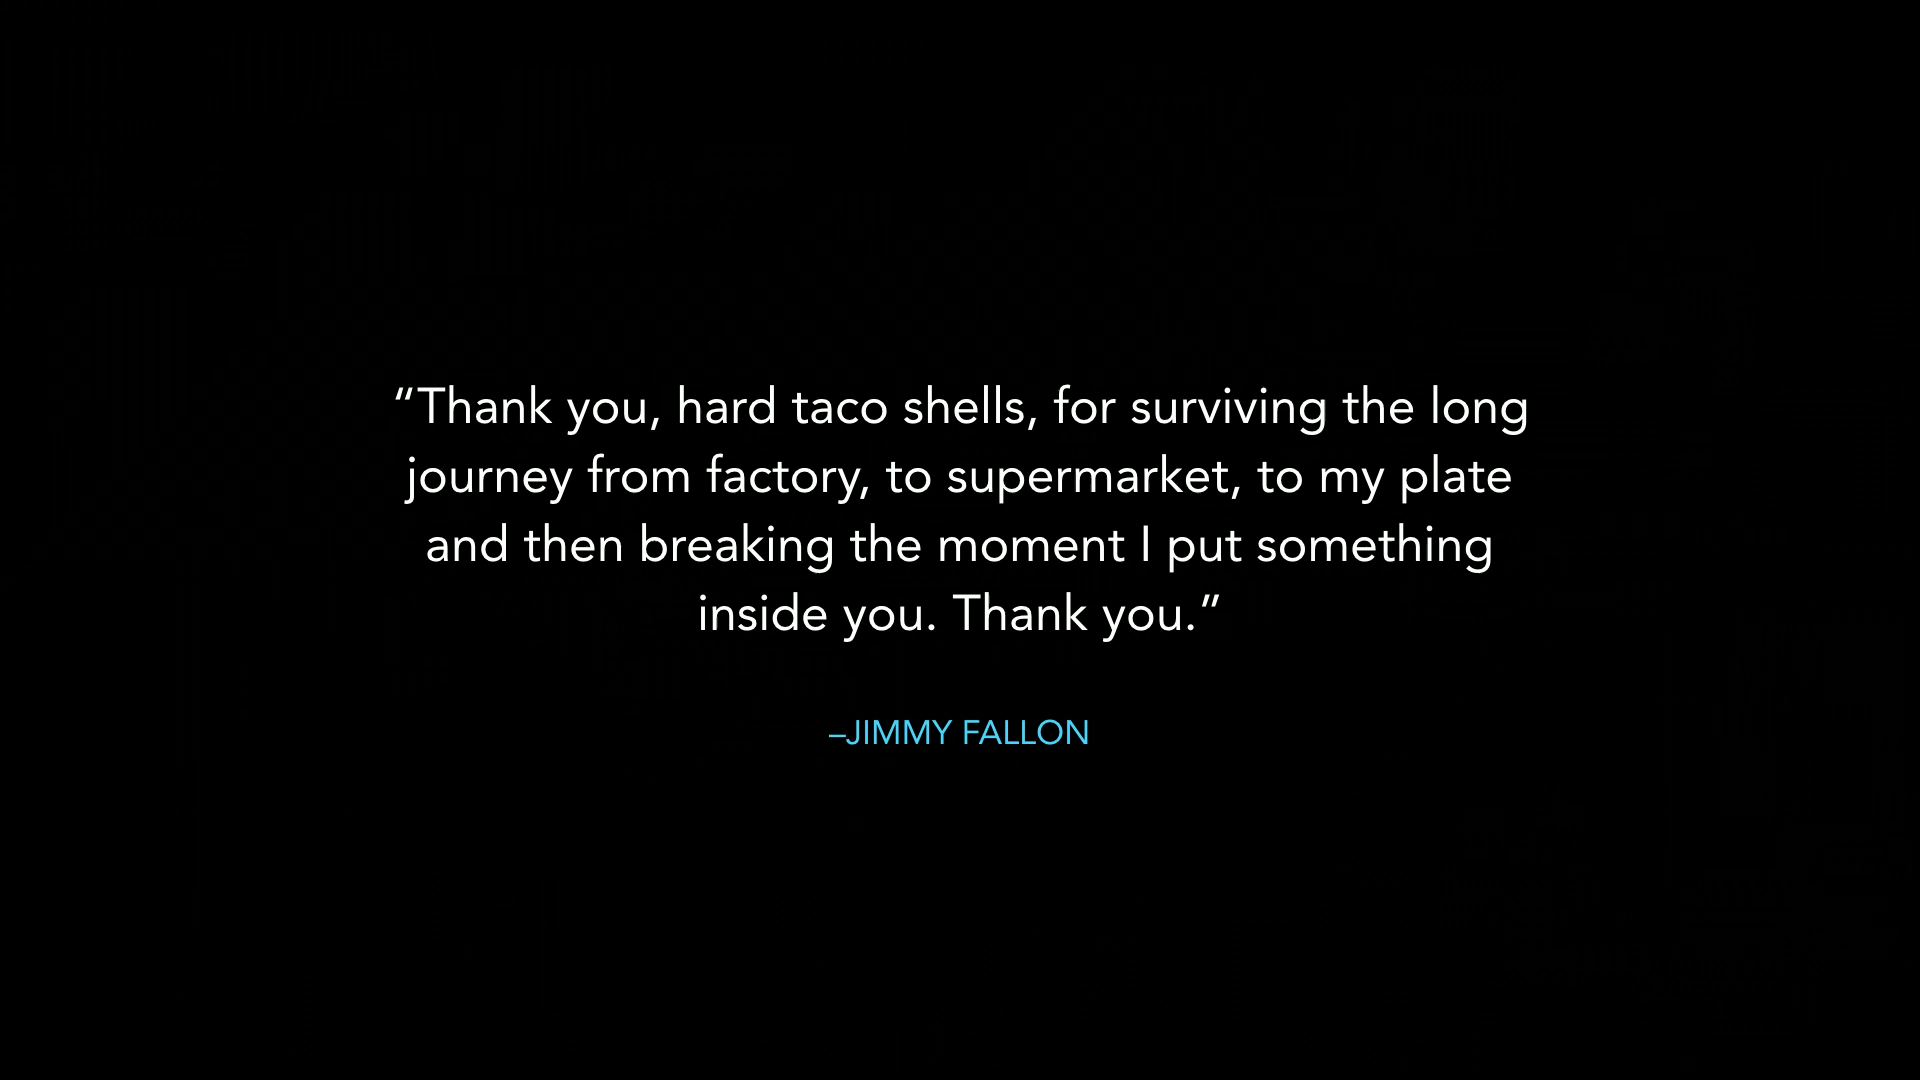 “Thank you, hard taco shells, for surviving the long
journey from factory, to supermarket, to my plate
and then breaking the moment I put something
inside you. Thank you.”
–JIMMY FALLON